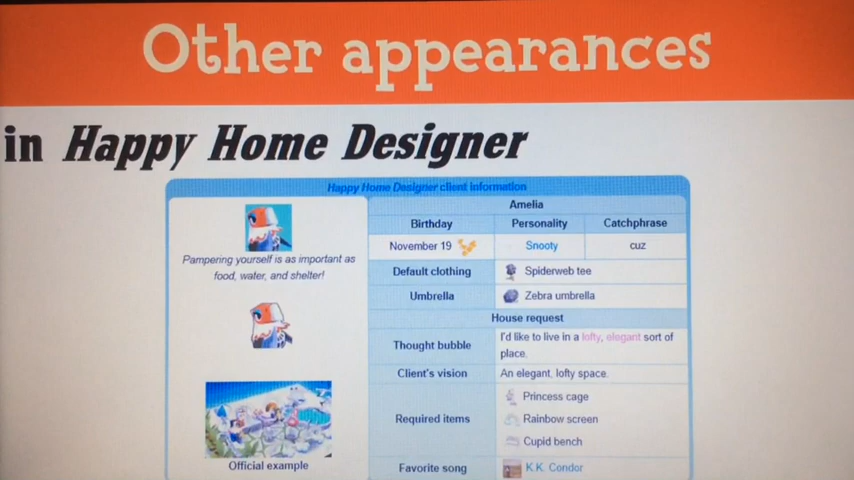 Other appearances
in Happy Home Designer
Happy Home Designer client information
Pampering yourself is as important as
food, water, and shelter!
Official example
Amelia
Birthday Personality Catchphrase
November 19 Snooty cuz
Default clothing Spiderweb tee
Umbrella Zebra umbrella
House request
Thought bubble I'd like to live in a lofty, elegant sort of
place.
Client's vision An elegant, lofty space.
Required items Princess cage
Rainbow screen
Cupid bench
Favorite song K.K. Condor